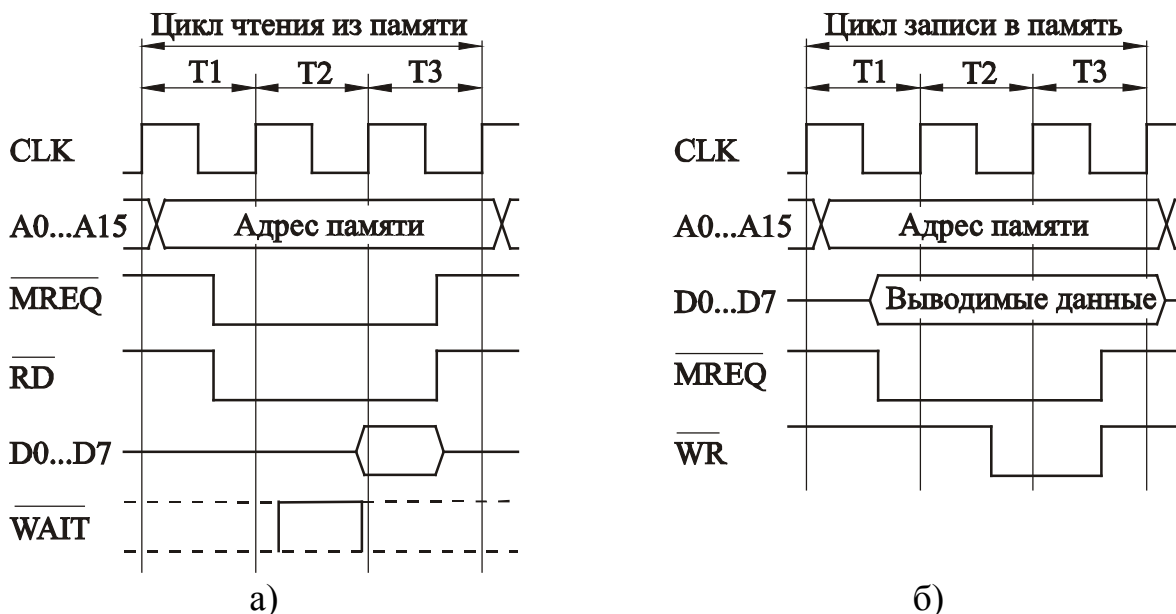 Цикл чтения из памяти
T1 T2 T3
CLK
A0...A15 Адрес памяти
MREQ
RD
D0...D7
WAIT
а)
Цикл записи в память
T1 T2 T3
CLK
A0...A15 Адрес памяти
D0...D7 Выводимые данные
MREQ
WR
б)